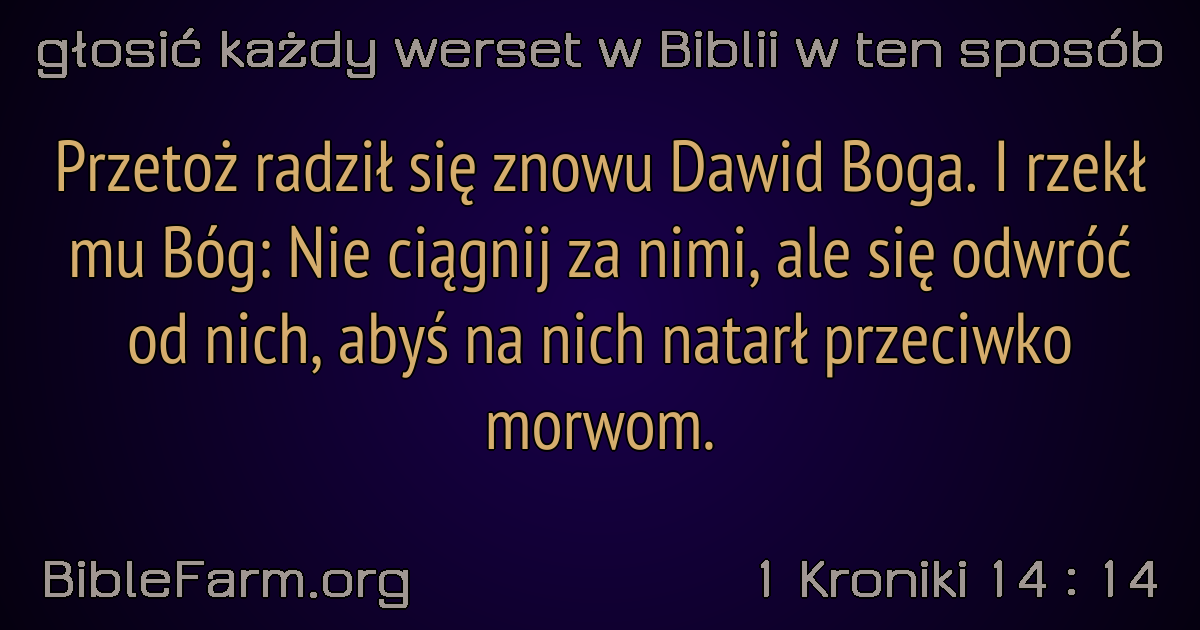 głosić każdy werset w Biblii w ten sposób
Przetoż radził się znowu Dawid Boga. I rzekł
mu Bóg: Nie ciągnij za nimi, ale się odwróć
od nich, abyś na nich natarł przeciwko
morwom.
BibleFarm.org
1 Kroniki 14 : 14